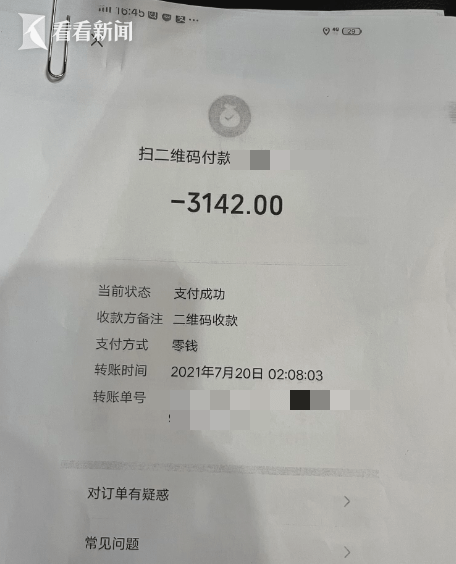 16:45
看看新闻
扫二维码付款
-3142.00
当前状态 支付成功
收款方备注 二维码收款
支付方式 零钱
转账时间 2021年7月20日 02:08:03
转账单号
对订单有疑惑
常见问题